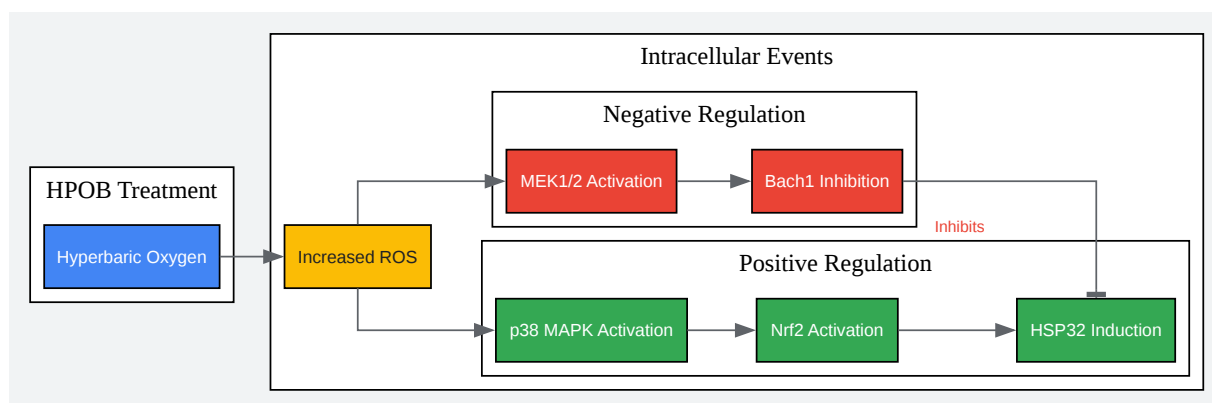 Intracellular Events
Negative Regulation
MEK1/2 Activation
Bach1 Inhibition
HPOB Treatment
Hyperbaric Oxygen
Increased ROS
Inhibits
Positive Regulation
p38 MAPK Activation
Nrf2 Activation
HSP32 Induction